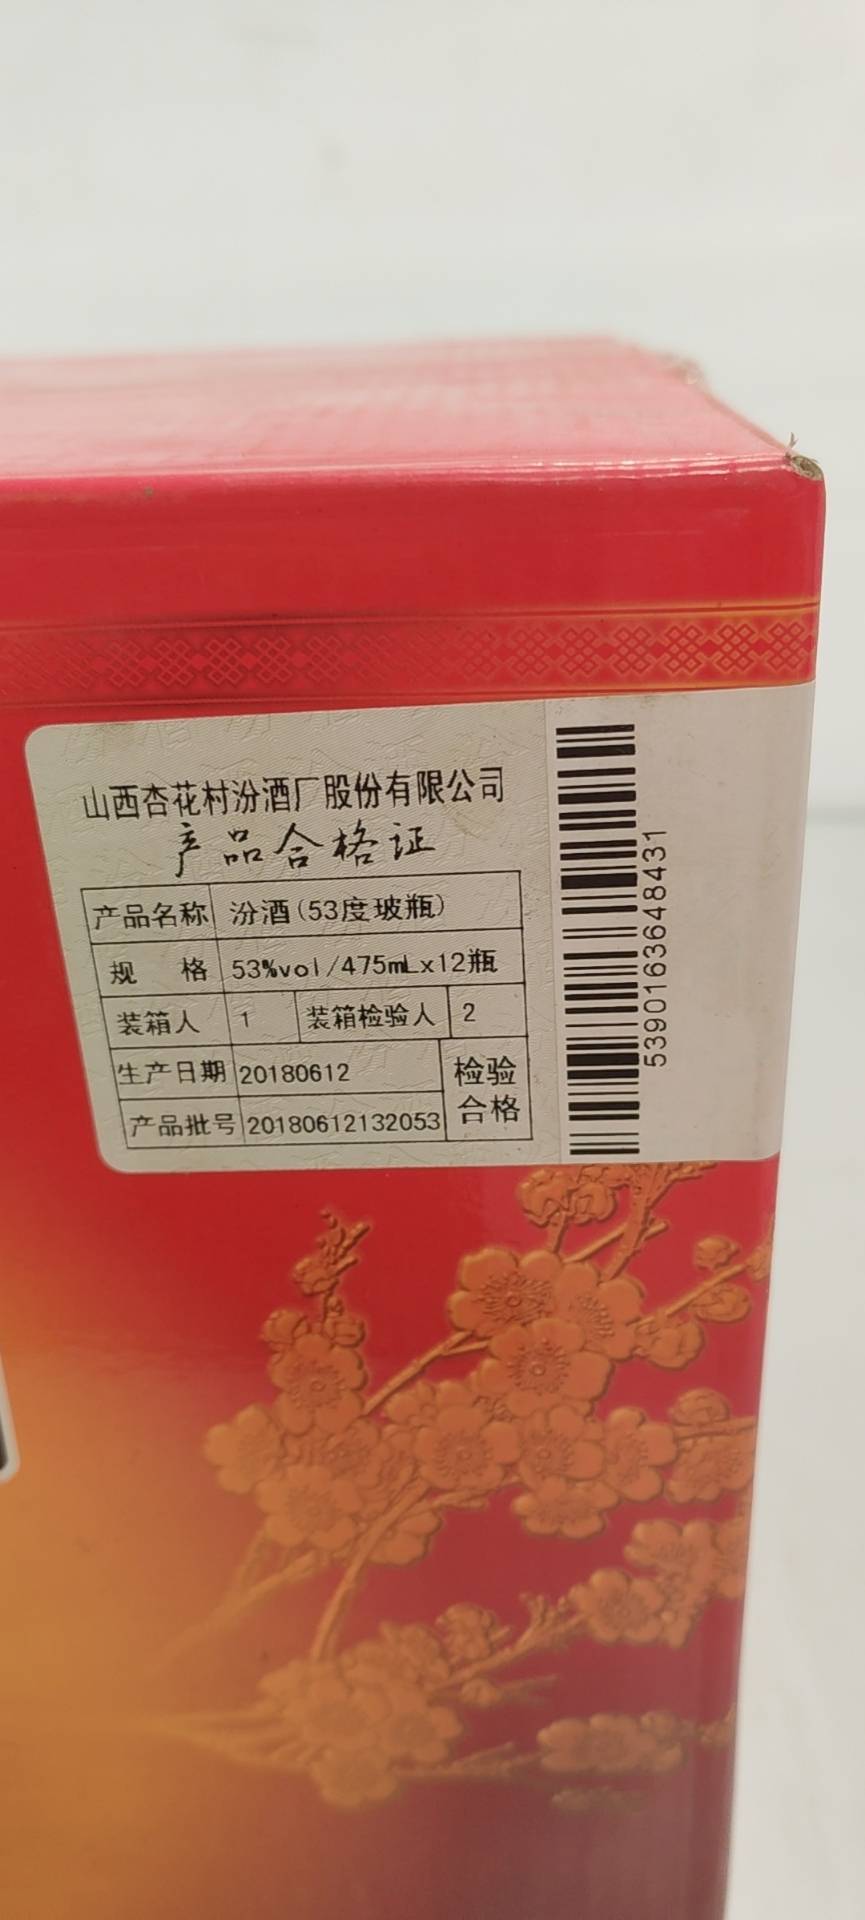 山西杏花村汾酒厂股份有限公司
产品合格证
产品名称 汾酒(53度玻瓶)
规 格 53%vol/475mLx12瓶
装箱人 1 装箱检验人 2
生产日期 20180612 检验
产品批号 20180612132053 合格
5390163648431